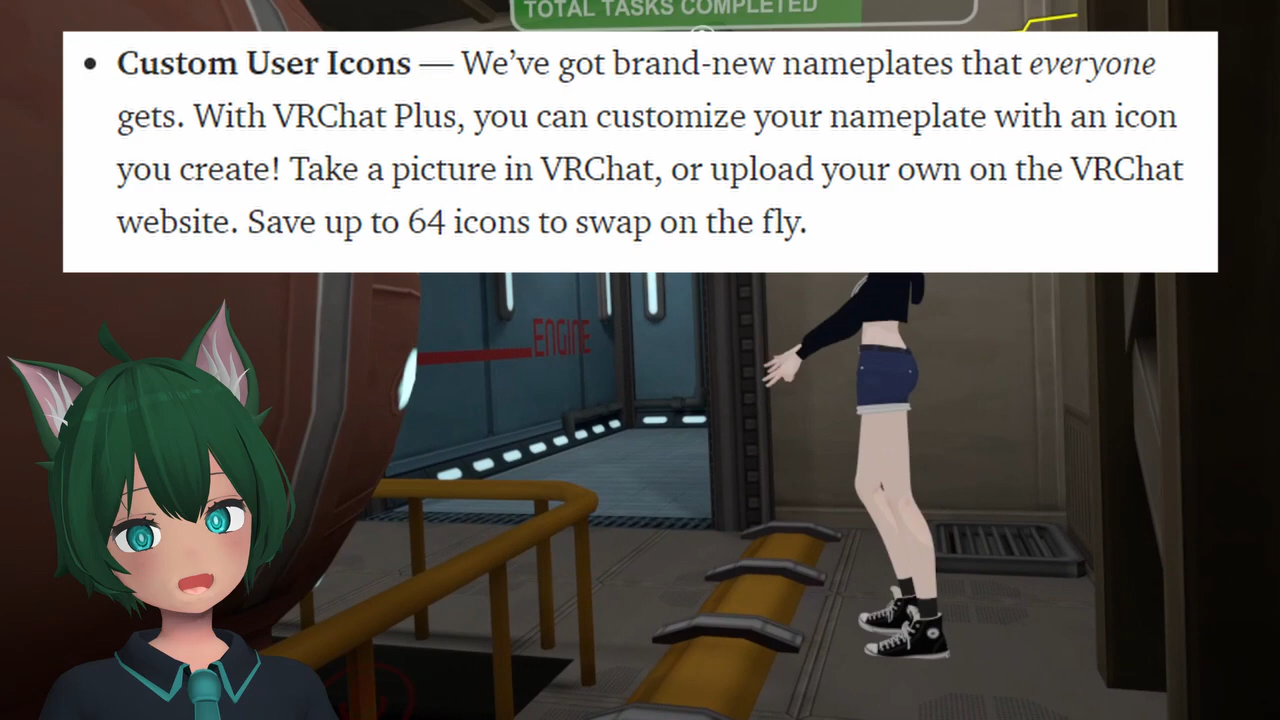 TOTAL TASKS COMPLETED
• Custom User Icons — We’ve got brand-new nameplates that everyone
gets. With VRChat Plus, you can customize your nameplate with an icon
you create! Take a picture in VRChat, or upload your own on the VRChat
website. Save up to 64 icons to swap on the fly.
ENGINE